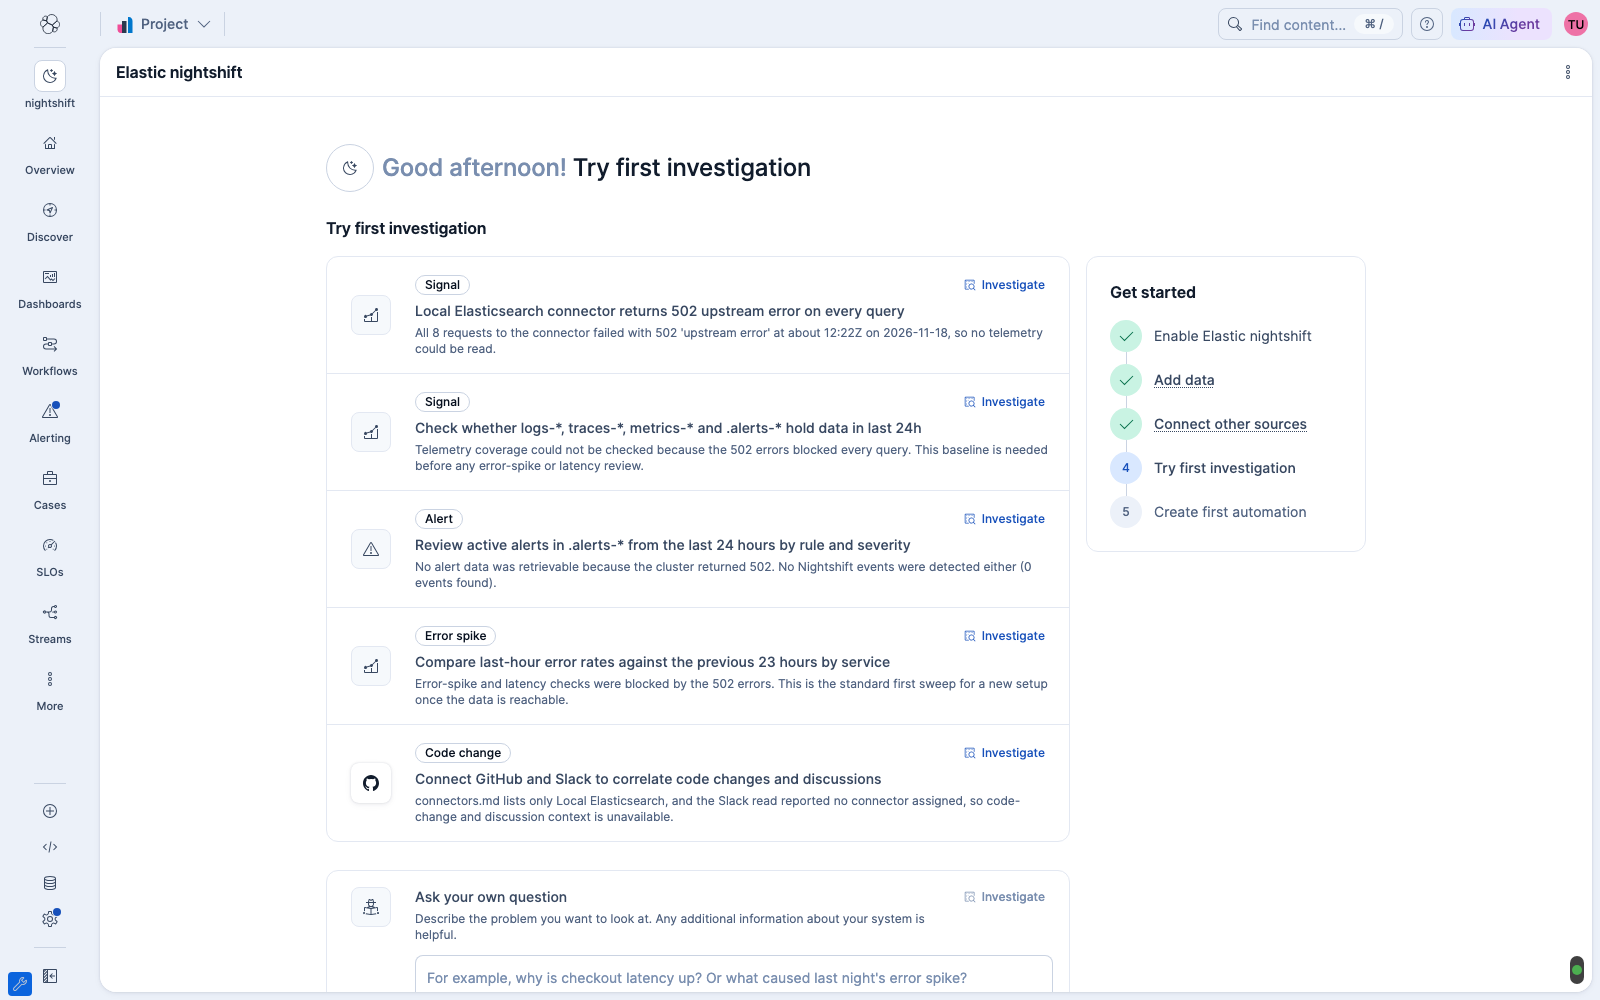 Project
Find content...
⌘ /
AI Agent
TU
nightshift
Overview
Discover
Dashboards
Workflows
Alerting
Cases
SLOs
Streams
More
Elastic nightshift
Good afternoon! Try first investigation
Try first investigation
Signal
Investigate
Local Elasticsearch connector returns 502 upstream error on every query
All 8 requests to the connector failed with 502 'upstream error' at about 12:22Z on 2026-11-18, so no telemetry
could be read.
Signal
Investigate
Check whether logs-*, traces-*, metrics-* and .alerts-* hold data in last 24h
Telemetry coverage could not be checked because the 502 errors blocked every query. This baseline is needed
before any error-spike or latency review.
Alert
Investigate
Review active alerts in .alerts-* from the last 24 hours by rule and severity
No alert data was retrievable because the cluster returned 502. No Nightshift events were detected either (0
events found).
Error spike
Investigate
Compare last-hour error rates against the previous 23 hours by service
Error-spike and latency checks were blocked by the 502 errors. This is the standard first sweep for a new setup
once the data is reachable.
Code change
Investigate
Connect GitHub and Slack to correlate code changes and discussions
connectors.md lists only Local Elasticsearch, and the Slack read reported no connector assigned, so code-
change and discussion context is unavailable.
Ask your own question
Investigate
Describe the problem you want to look at. Any additional information about your system is
helpful.
For example, why is checkout latency up? Or what caused last night's error spike?
Get started
Enable Elastic nightshift
Add data
Connect other sources
4 Try first investigation
5 Create first automation